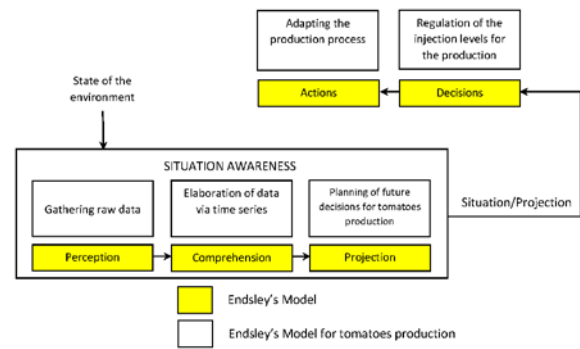 Adapting the
production process
Regulation of the
injection levels for
the production
Actions
Decisions
State of the
environment
SITUATION AWARENESS
Gathering raw data
Elaboration of data
via time series
Planning of future
decisions for tomatoes
production
Perception
Comprehension
Projection
Situation/Projection
Endsley's Model
Endsley's Model for tomatoes production